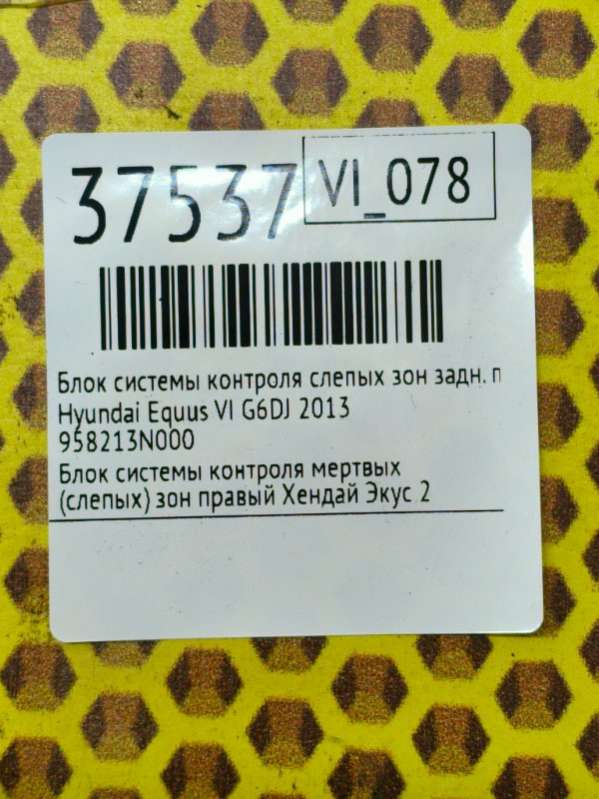 37537
VI_078
Блок системы контроля слепых зон задн. п
Hyundai Equus VI G6DJ 2013
958213N000
Блок системы контроля мертвых
(слепых) зон правый Хендай Экус 2